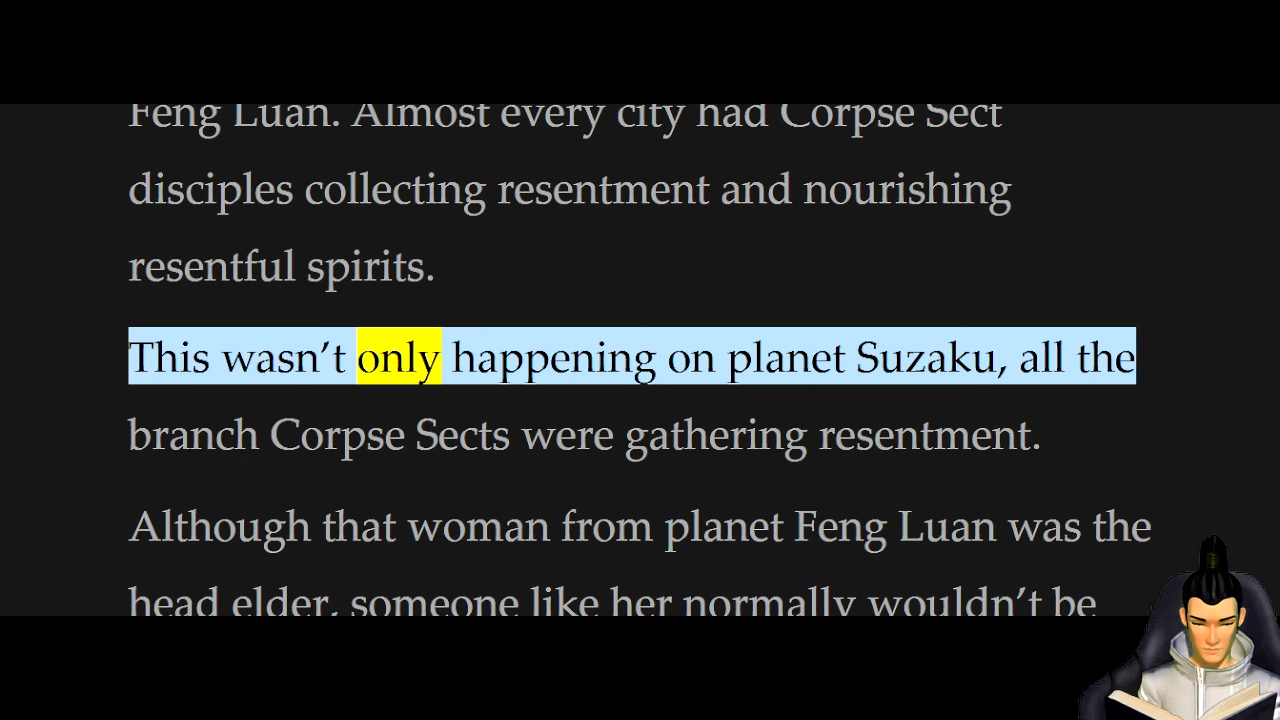 Feng Luan. Almost every city had Corpse Sect
disciples collecting resentment and nourishing
resentful spirits.
This wasn’t only happening on planet Suzaku, all the
branch Corpse Sects were gathering resentment.
Although that woman from planet Feng Luan was the
head elder, someone like her normally wouldn’t be